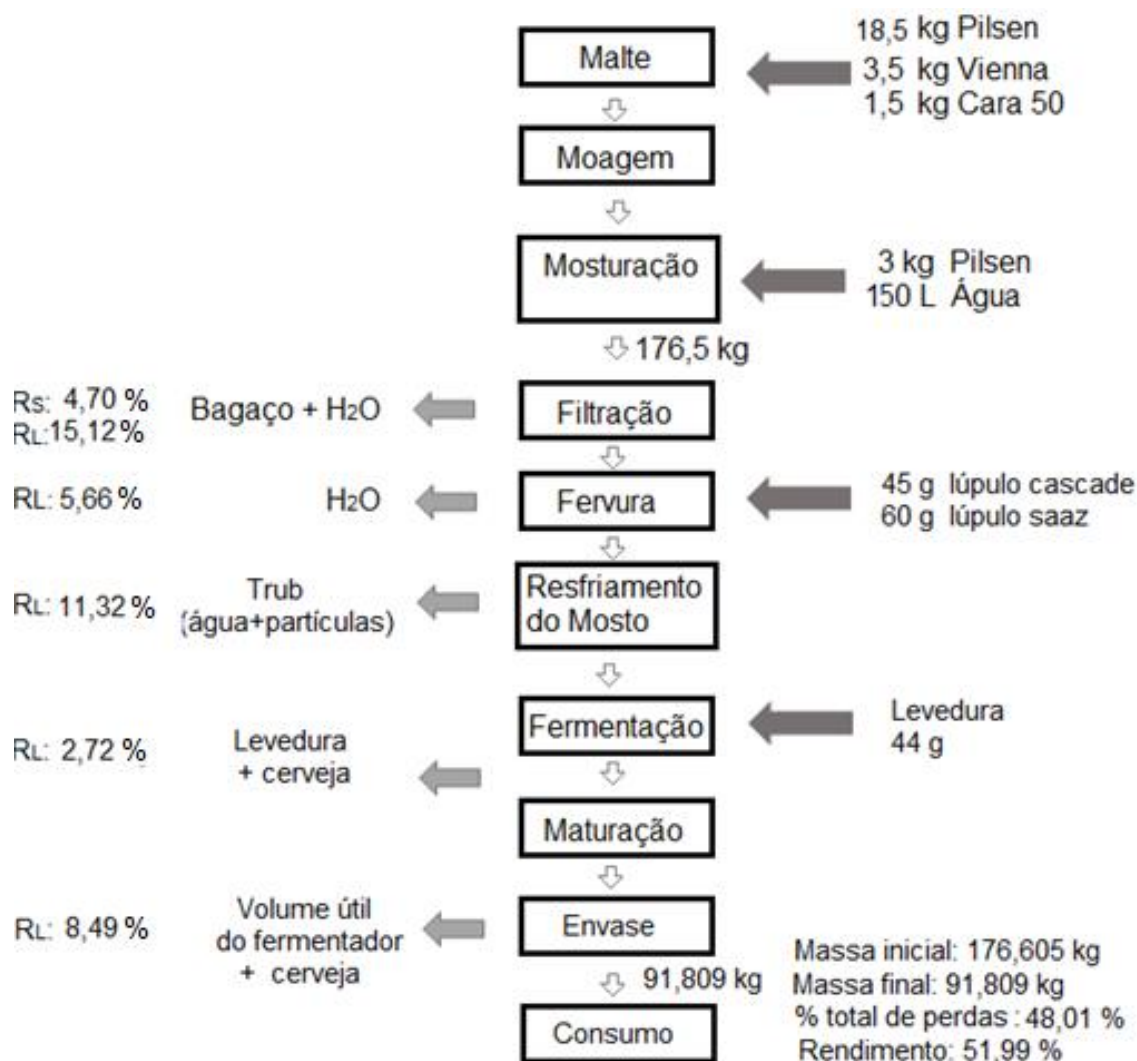 18,5 kg Pilsen
Malte
3,5 kg Vienna
1,5 kg Cara 50
Moagem
Mosturação
3 kg Pilsen
150 L Água
176,5 kg
Rs: 4,70 %
RL:15,12%
Bagaço + H2O
Filtração
RL: 5,66 %
H2O
Fervura
45 g lúpulo cascade
60 g lúpulo saaz
RL: 11,32 %
Trub
(água+partículas)
Resfriamento
do Mosto
Fermentação
Levedura
44 g
RL: 2,72 %
Levedura
+ cerveja
Maturação
RL: 8,49 %
Volume útil
do fermentador
+ cerveja
Envase
91,809 kg
Consumo
Massa inicial: 176,605 kg
Massa final: 91,809 kg
% total de perdas : 48,01 %
Rendimento: 51,99 %